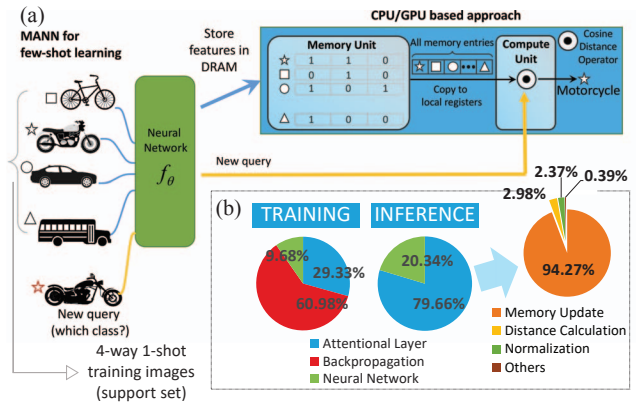 (a)
MANN for
few-shot learning
Neural
Network
fθ
New query
(which class?)
4-way 1-shot
training images
(support set)
Store
features in
DRAM
New query
CPU/GPU based approach
Memory Unit
1 1 0
0 1 0
1 0 1
1 0 0
All memory entries
Copy to
local registers
Compute
Unit
Cosine
Distance
Operator
Motorcycle
(b)
TRAINING
9.68%
29.33%
60.98%
INFERENCE
20.34%
79.66%
Attentional Layer
Backpropagation
Neural Network
2.98%
2.37%
0.39%
94.27%
Memory Update
Distance Calculation
Normalization
Others